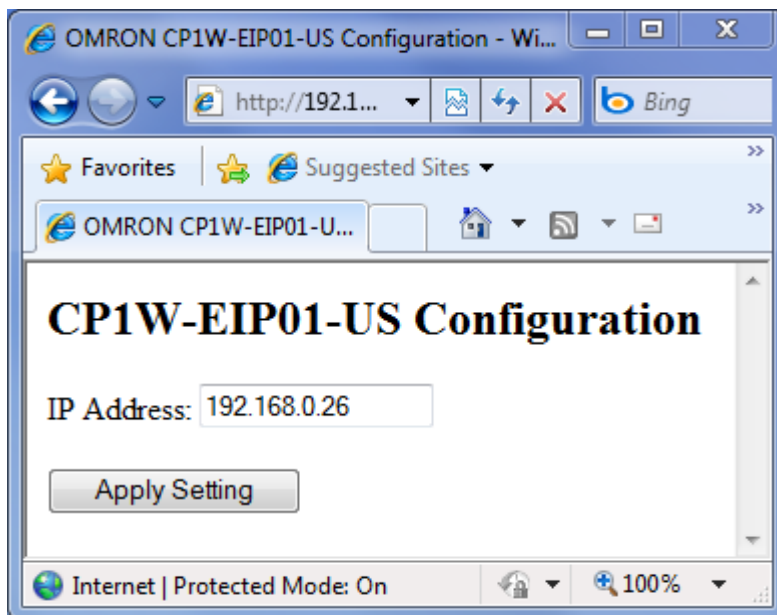 OMRON CP1W-EIP01-US Configuration - Wi...
http://192.1...
Bing
Favorites
Suggested Sites
OMRON CP1W-EIP01-U...
CP1W-EIP01-US Configuration
IP Address: 192.168.0.26
Apply Setting
Internet | Protected Mode: On
100%